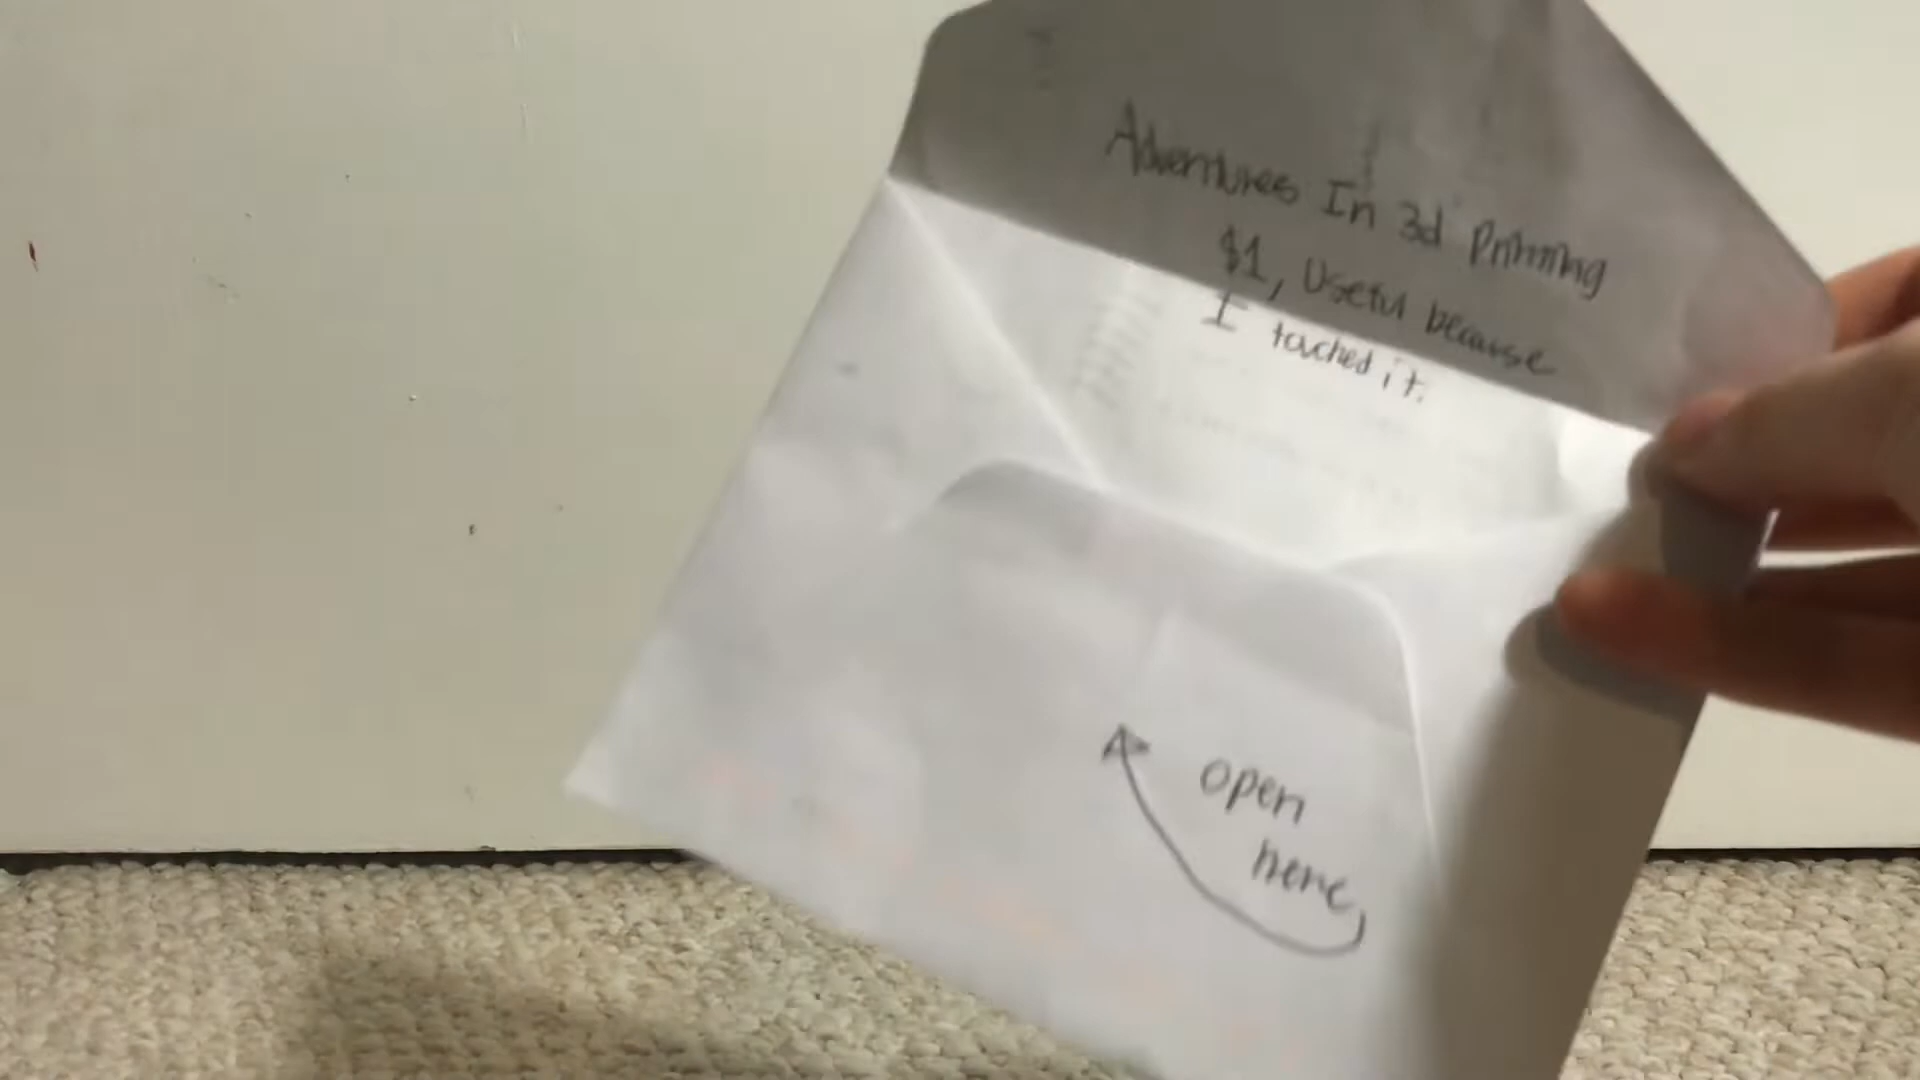 Adventures In 3d Printing
$1, Useful because
I touched it.
open
here